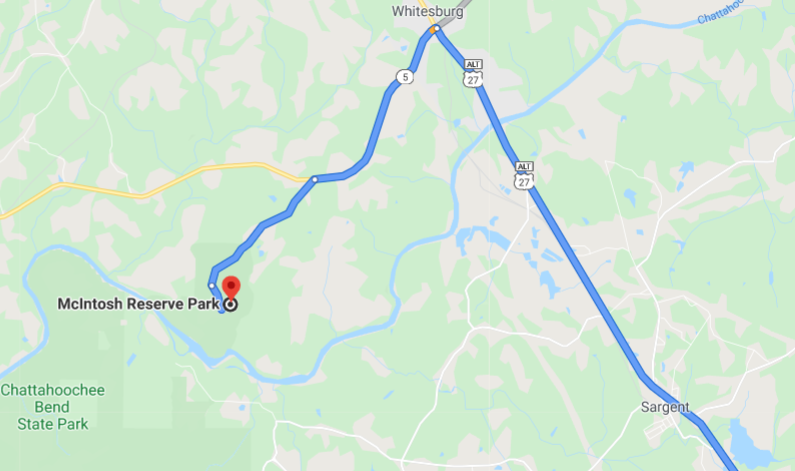 Whitesburg
Chattahoo
ALT
27
5
ALT
27
McIntosh Reserve Park
Chattahoochee
Bend
State Park
Sargent